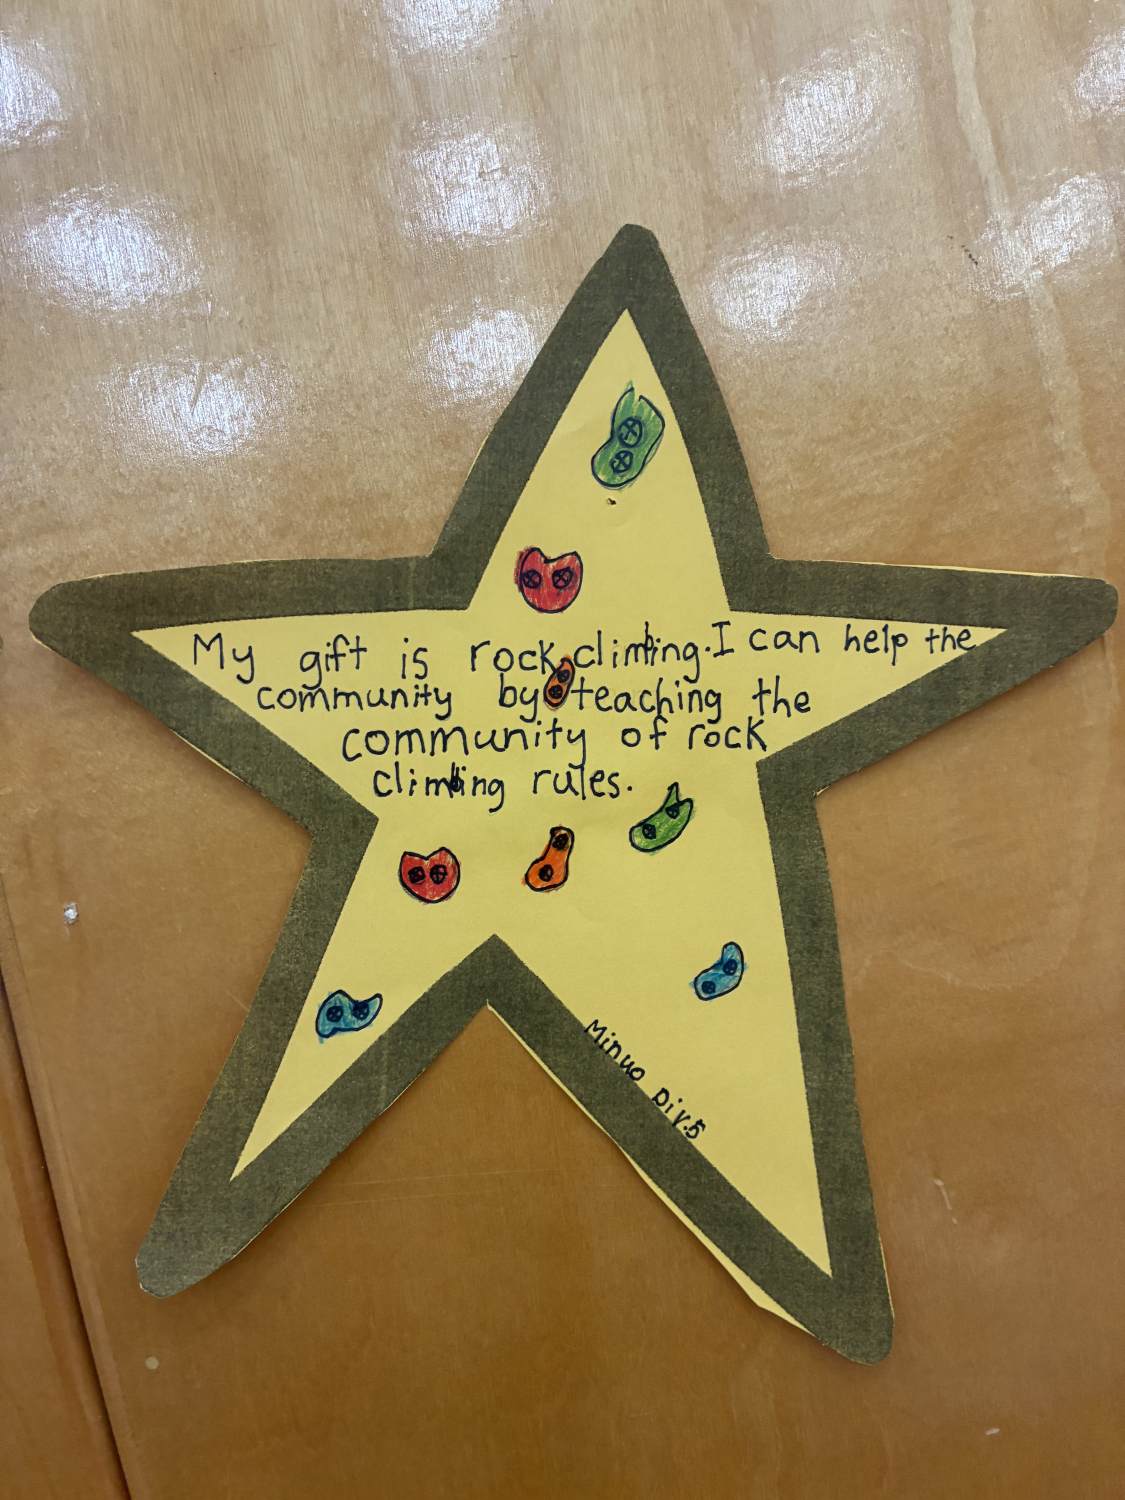 My gift is rock climbing. I can help the
community by teaching the
community of rock
climbing rules.
Minuo Div.5